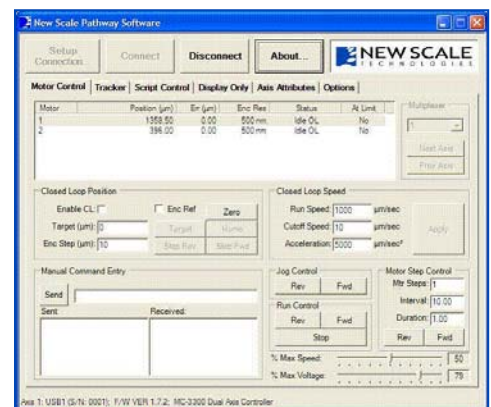 New Scale Pathway Software
Setup Connection... Connect Disconnect About... NEW SCALE TECHNOLOGIES
Motor Control Tracker Script Control Display Only Axis Attributes Options
Motor Position (µm) Err (µm) Enc Res Status At Limit Multiplexer
1 1358.50 0.00 500 nm Idle OL No 1
2 396.00 0.00 500 nm Idle OL No
Next Axis
Prior Axis
Closed Loop Position Closed Loop Speed
Enable CL: Enc Ref Zero Run Speed: 1000 µm/sec
Target (µm): 0 Target Home Cutoff Speed: 10 µm/sec Apply
Enc Step (µm): 10 Step Rev Step Fwd Acceleration: 5000 µm/sec²
Manual Command Entry Jog Control Motor Step Control
Send Rev Fwd Mtr Steps: 1
Sent: Received: Run Control Interval: 10.00
Rev Fwd Duration: 1.00
Stop Rev Fwd
% Max Speed: 50
% Max Voltage: 79
Axis 1: USB1 (S/N: 0001); F/W VER 1.7.2; MC-3300 Dual Axis Controller